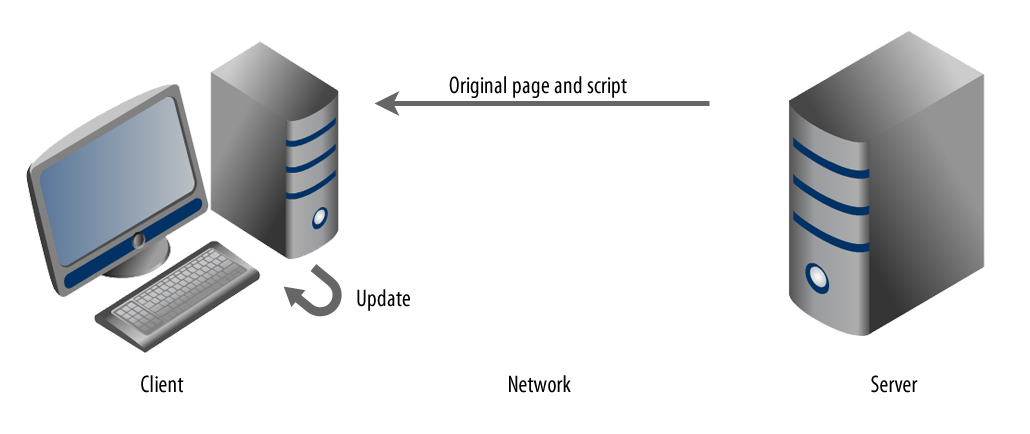 Original page and script
Update
Client
Network
Server